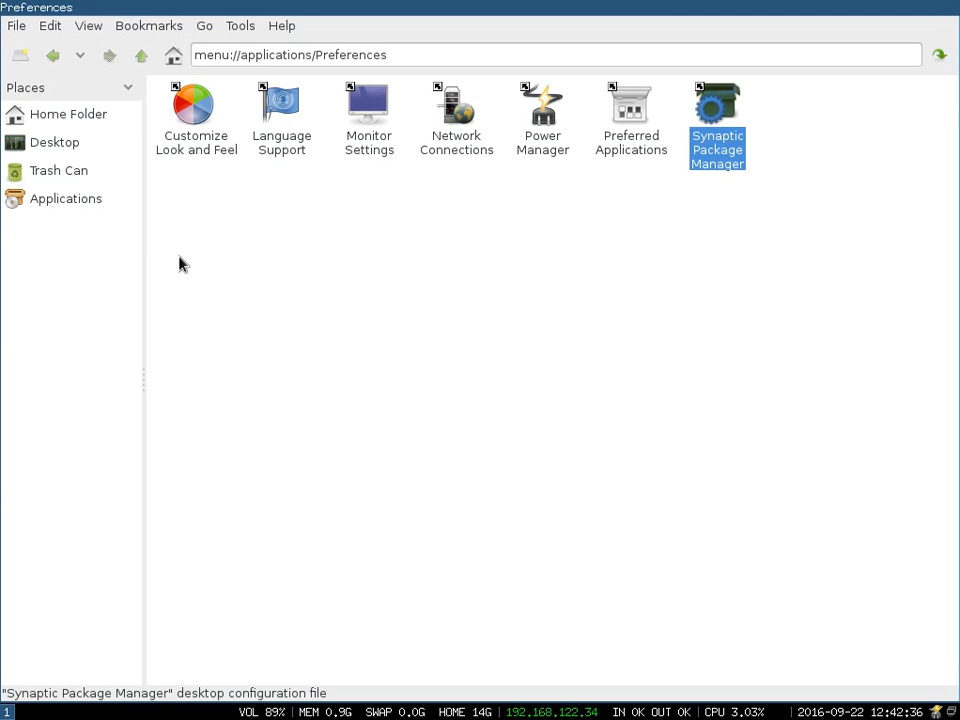 Preferences
File Edit View Bookmarks Go Tools Help
menu://applications/Preferences
Places
Home Folder
Desktop
Trash Can
Applications
Customize
Look and Feel
Language
Support
Monitor
Settings
Network
Connections
Power
Manager
Preferred
Applications
Synaptic
Package
Manager
"Synaptic Package Manager" desktop configuration file
1 VOL 89% | MEM 0.9G SWAP 0.0G HOME 14G | 192.168.122.34 IN OK OUT OK | CPU 3.03% | 2016-09-22 12:42:36